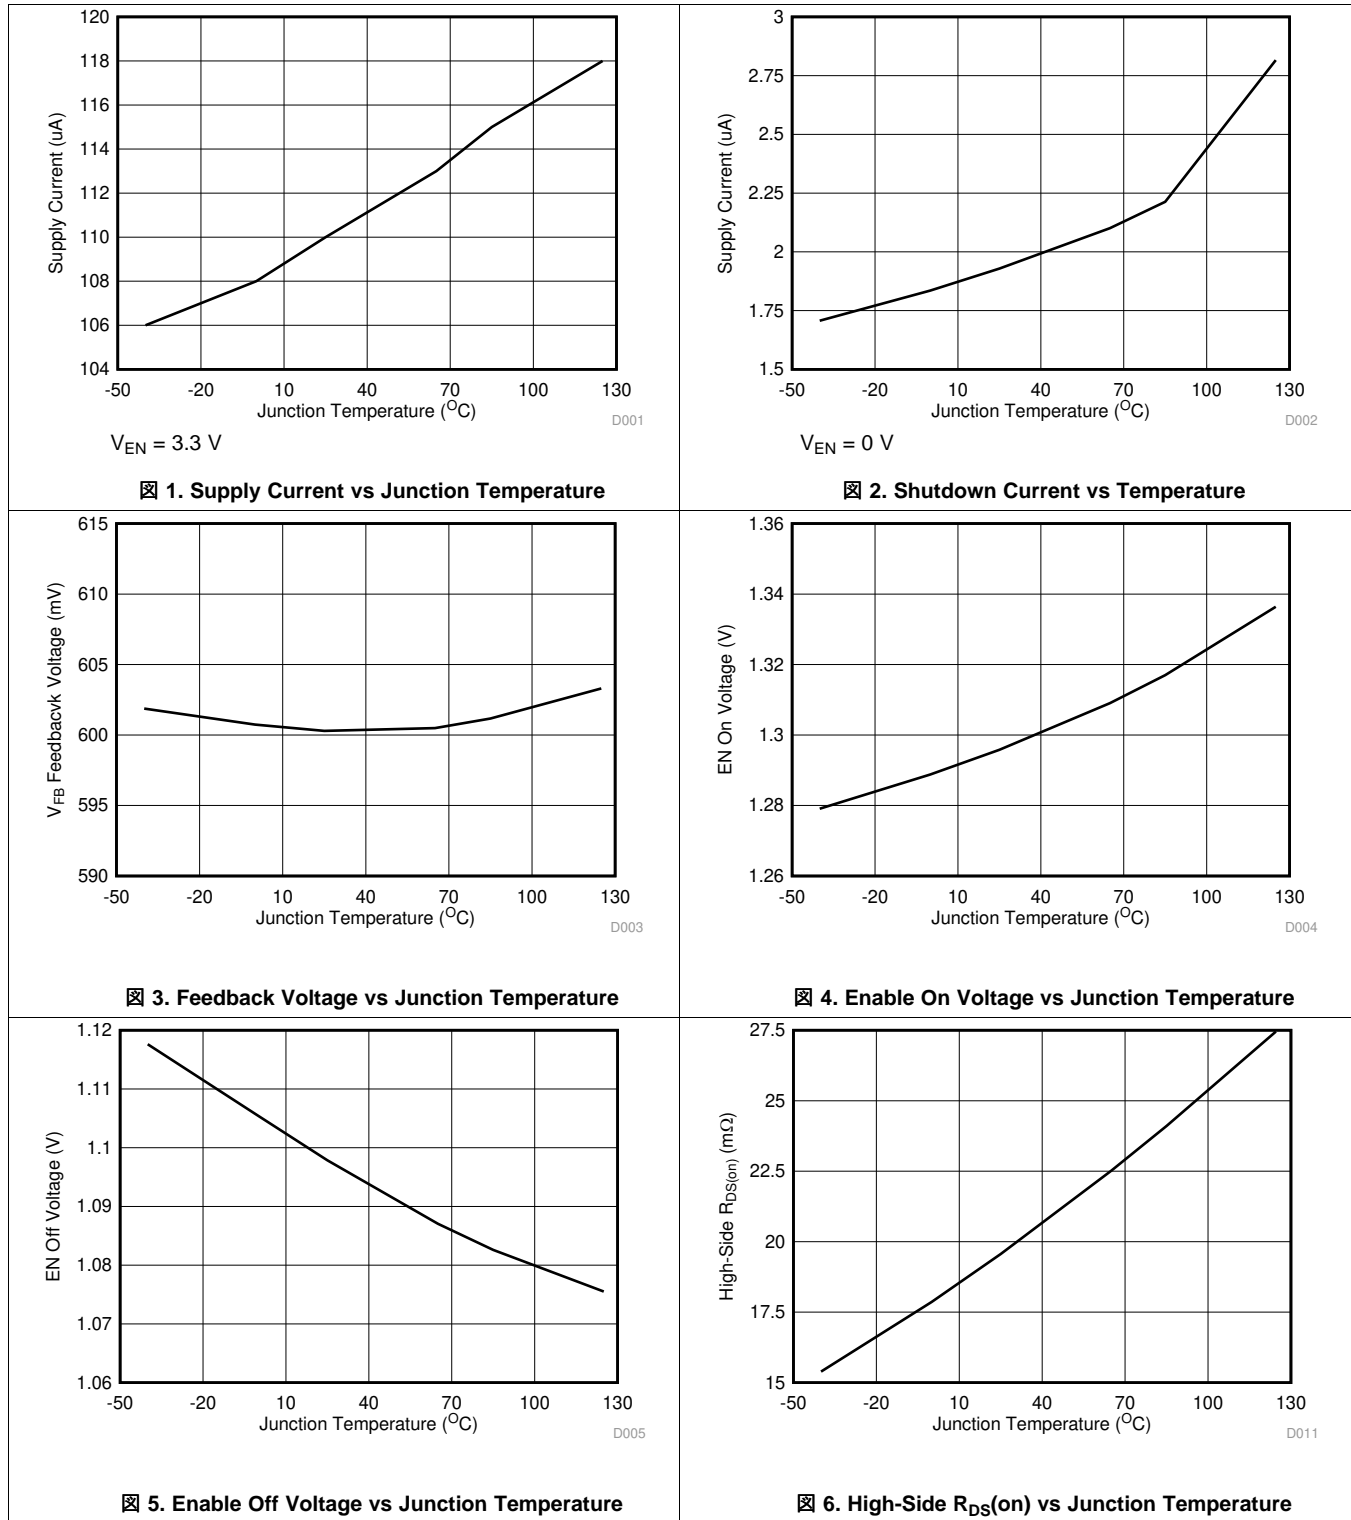 120
118
116
114
112
110
108
106
104
Supply Current (uA)
-50 -20 10 40 70 100 130
Junction Temperature (OC)
D001
VEN = 3.3 V
図 1. Supply Current vs Junction Temperature
3
2.75
2.5
2.25
2
1.75
1.5
Supply Current (uA)
-50 -20 10 40 70 100 130
Junction Temperature (OC)
D002
VEN = 0 V
図 2. Shutdown Current vs Temperature
615
610
605
600
595
590
VFB Feedbacvk Voltage (mV)
-50 -20 10 40 70 100 130
Junction Temperature (OC)
D003
図 3. Feedback Voltage vs Junction Temperature
1.36
1.34
1.32
1.3
1.28
1.26
EN On Voltage (V)
-50 -20 10 40 70 100 130
Junction Temperature (OC)
D004
図 4. Enable On Voltage vs Junction Temperature
1.12
1.11
1.1
1.09
1.08
1.07
1.06
EN Off Voltage (V)
-50 -20 10 40 70 100 130
Junction Temperature (OC)
D005
図 5. Enable Off Voltage vs Junction Temperature
27.5
25
22.5
20
17.5
15
High-Side RDS(on) (mΩ)
-50 -20 10 40 70 100 130
Junction Temperature (OC)
D011
図 6. High-Side RDS(on) vs Junction Temperature